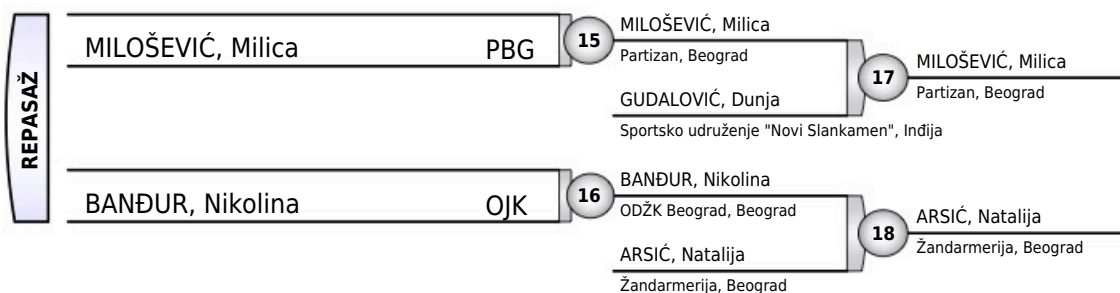 REPASAŽ
MILOŠEVIĆ, Milica PBG
15
MILOŠEVIĆ, Milica
Partizan, Beograd
GUDALOVIĆ, Dunja
Sportsko udruženje "Novi Slankamen", Inđija
17
MILOŠEVIĆ, Milica
Partizan, Beograd
BANĐUR, Nikolina OJK
16
BANĐUR, Nikolina
ODŽK Beograd, Beograd
ARSIĆ, Natalija
Žandarmerija, Beograd
18
ARSIĆ, Natalija
Žandarmerija, Beograd